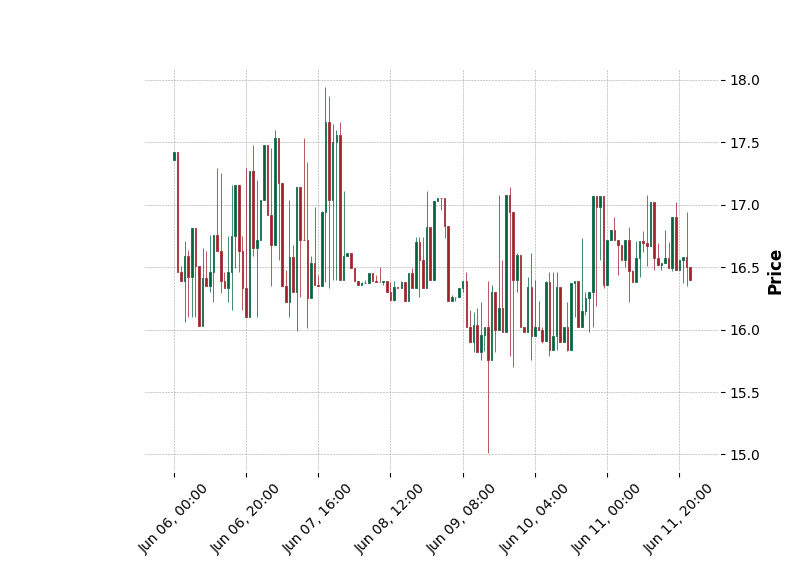 18.0
17.5
17.0
16.5
16.0
15.5
15.0
Price
Jun 06, 00:00
Jun 06, 20:00
Jun 07, 16:00
Jun 08, 12:00
Jun 09, 08:00
Jun 10, 04:00
Jun 11, 00:00
Jun 11, 20:00